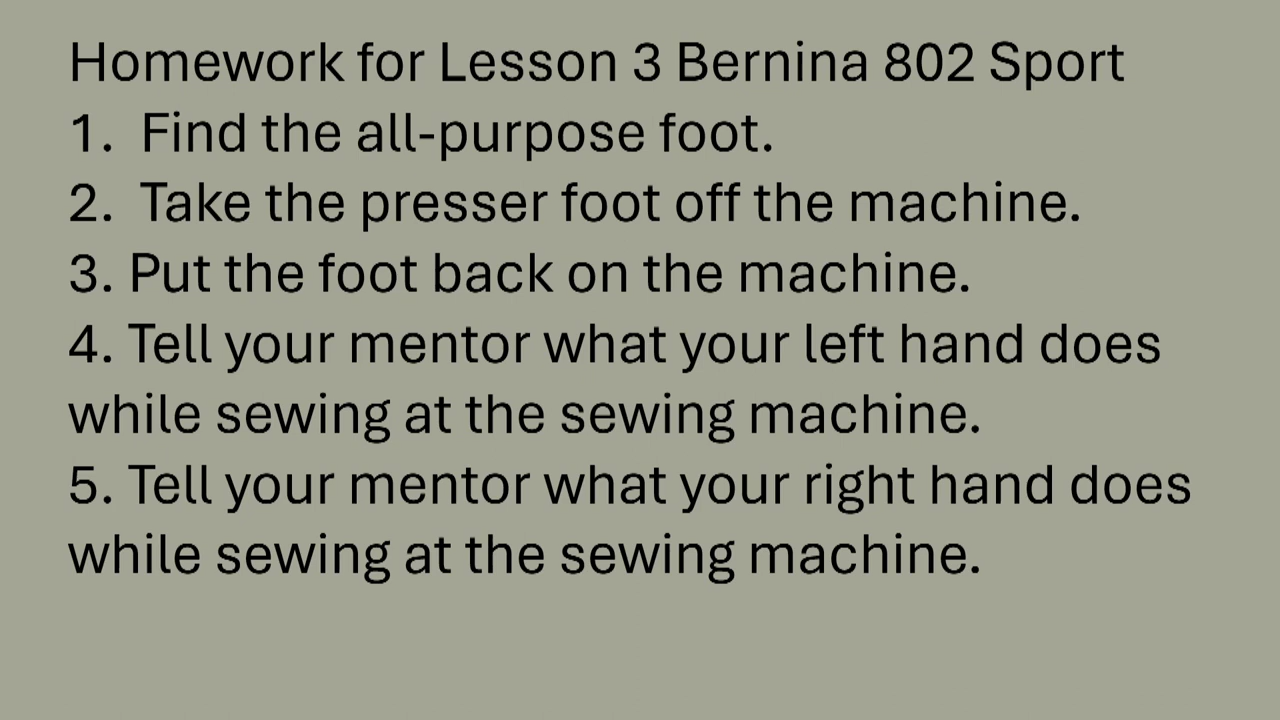 Homework for Lesson 3 Bernina 802 Sport
1.  Find the all-purpose foot.
2.  Take the presser foot off the machine.
3. Put the foot back on the machine.
4. Tell your mentor what your left hand does
while sewing at the sewing machine.
5. Tell your mentor what your right hand does
while sewing at the sewing machine.